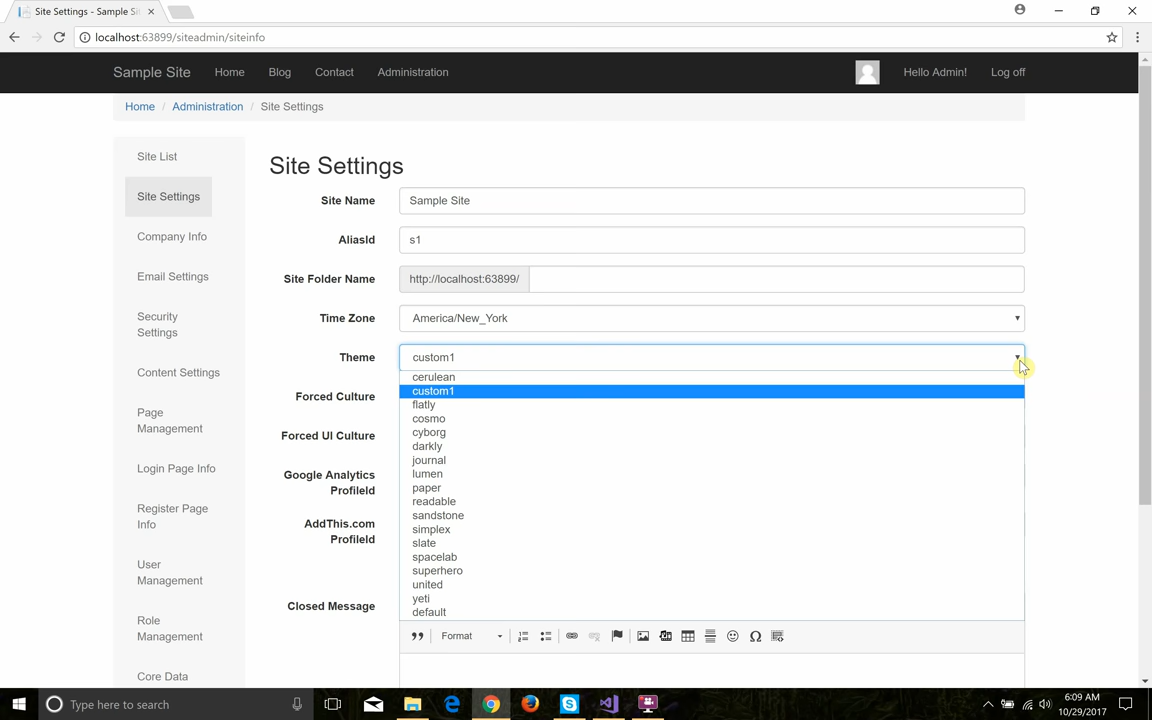 Site Settings - Sample Si
localhost:63899/siteadmin/siteinfo
Sample Site Home Blog Contact Administration Hello Admin! Log off
Home / Administration / Site Settings
Site List
Site Settings
Company Info
Email Settings
Security
Settings
Content Settings
Page
Management
Login Page Info
Register Page
Info
User
Management
Role
Management
Core Data
Site Settings
Site Name Sample Site
AliasId s1
Site Folder Name http://localhost:63899/
Time Zone America/New_York
Theme custom1
cerulean
custom1
flatly
cosmo
cyborg
darkly
journal
lumen
paper
readable
sandstone
simplex
slate
spacelab
superhero
united
yeti
default
Forced Culture
Forced UI Culture
Google Analytics
ProfileId
AddThis.com
ProfileId
Closed Message
Format
Type here to search
6:09 AM
10/29/2017